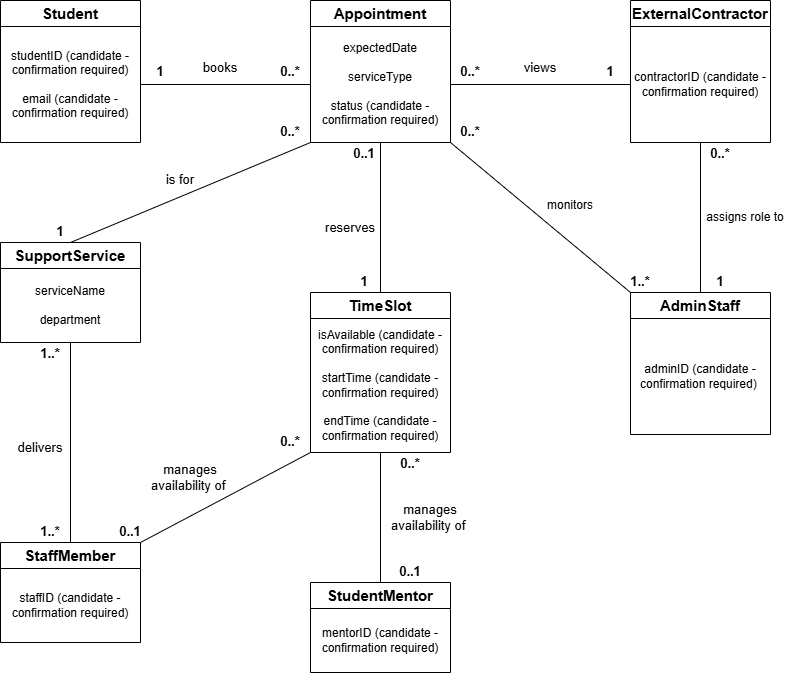 Student
studentID (candidate -
confirmation required)
email (candidate -
confirmation required)
1
books
0..*
Appointment
expectedDate
serviceType
status (candidate -
confirmation required)
0..*
views
1
ExternalContractor
contractorID (candidate -
confirmation required)
0..*
is for
1
0..1
reserves
1
0..*
monitors
1..*
0..*
assigns role to
1
SupportService
serviceName
department
TimeSlot
isAvailable (candidate -
confirmation required)
startTime (candidate -
confirmation required)
endTime (candidate -
confirmation required)
AdminStaff
adminID (candidate -
confirmation required)
1..*
delivers
1..*
0..*
manages
availability of
0..1
0..*
manages
availability of
0..1
StaffMember
staffID (candidate -
confirmation required)
StudentMentor
mentorID (candidate -
confirmation required)